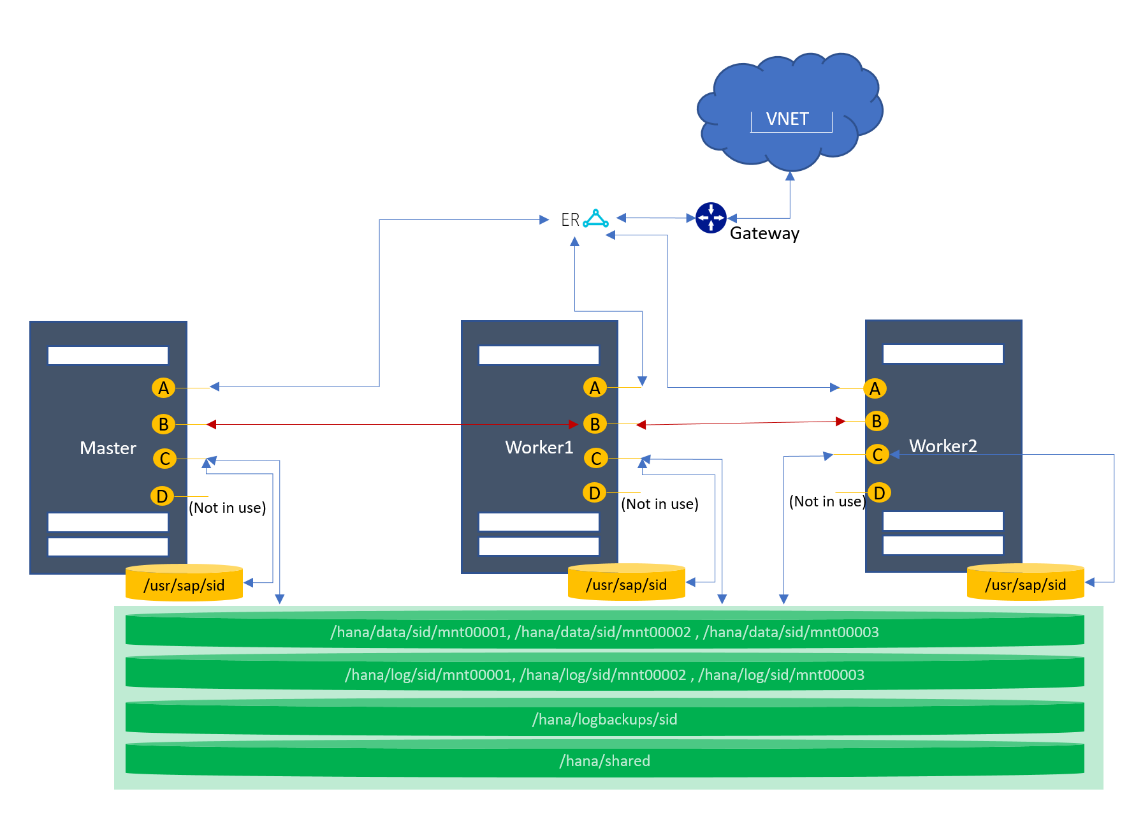 VNET
ER
Gateway
A
A
A
B
B
B
Master
Worker1
Worker2
C
C
C
D
D
D
(Not in use)
(Not in use)
(Not in use)
/usr/sap/sid
/usr/sap/sid
/usr/sap/sid
/hana/data/sid/mnt00001, /hana/data/sid/mnt00002 , /hana/data/sid/mnt00003
/hana/log/sid/mnt00001, /hana/log/sid/mnt00002 , /hana/log/sid/mnt00003
/hana/logbackups/sid
/hana/shared